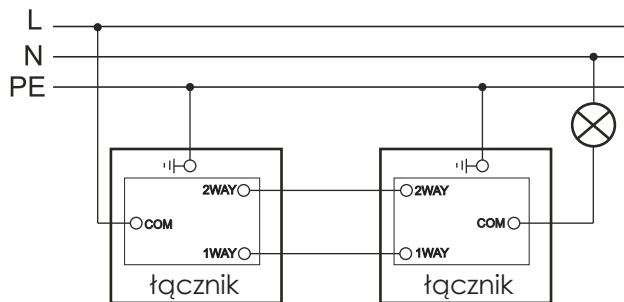 L
N
PE
2WAY 2WAY
COM COM
1WAY 1WAY
łącznik łącznik